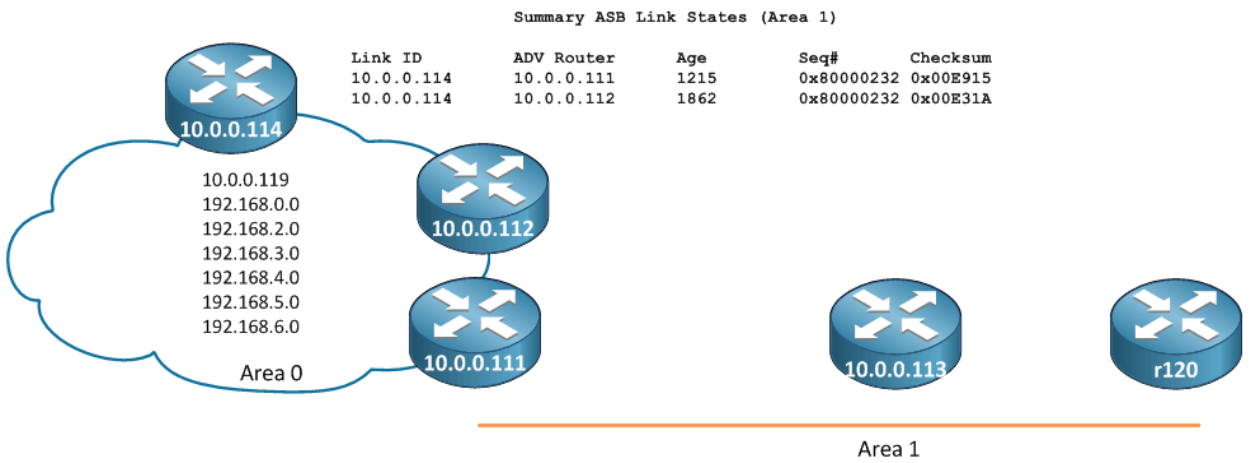 Summary ASB Link States (Area 1)
Link ID ADV Router Age Seq# Checksum
10.0.0.114 10.0.0.111 1215 0x80000232 0x00E915
10.0.0.114 10.0.0.112 1862 0x80000232 0x00E31A
10.0.0.114
10.0.0.119
192.168.0.0
192.168.2.0
192.168.3.0
192.168.4.0
192.168.5.0
192.168.6.0
Area 0
10.0.0.112
10.0.0.111
10.0.0.113
r120
Area 1